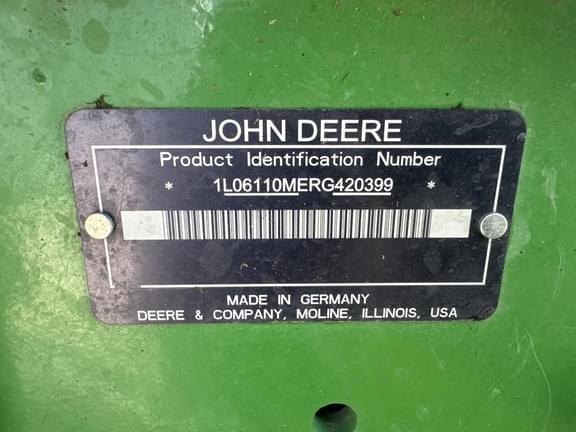 JOHN DEERE
Product Identification Number
* 1L06110MERG420399 *
MADE IN GERMANY
DEERE & COMPANY, MOLINE, ILLINOIS, USA